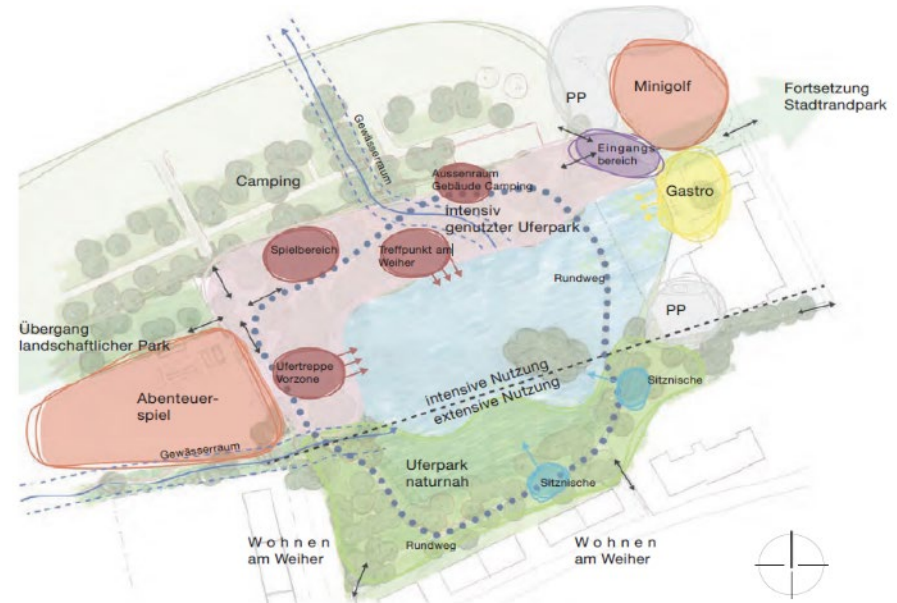 Minigolf
PP
Fortsetzung
Stadtrandpark
Gewässerraum
Eingangs
bereich
Aussenraum
Gebäude Camping
Camping
Gastro
Intensiv
genutzter Uferpark
Spielbereich
Treffpunkt am
Weiher
Rundweg
PP
Übergang
landschaftlicher Park
Ufertreppe
Vorzone
intensive Nutzung
extensive Nutzung
Sitznische
Abenteuer-
spiel
Gewässerraum
Uferpark
naturnah
Sitznische
Wohnen
am Weiher
Rundweg
Wohnen
am Weiher